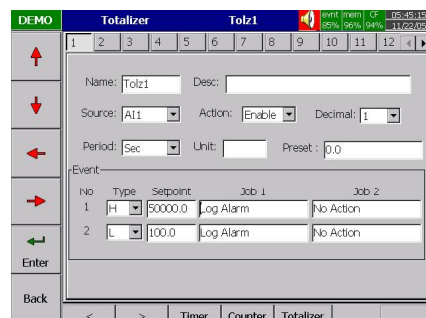 DEMO Totalizer Tolz1 evnt mem CF 05:45:15
85% 96% 94% 11/22/05
1 2 3 4 5 6 7 8 9 10 11 12
Name: Tolz1 Desc:
Source: AI1 Action: Enable Decimal: 1
Period: Sec Unit: Preset : 0.0
Event
No Type Setpoint Job 1 Job 2
1 H 50000.0 Log Alarm No Action
2 L 100.0 Log Alarm No Action
Enter
Back
< > Timer Counter Totalizer